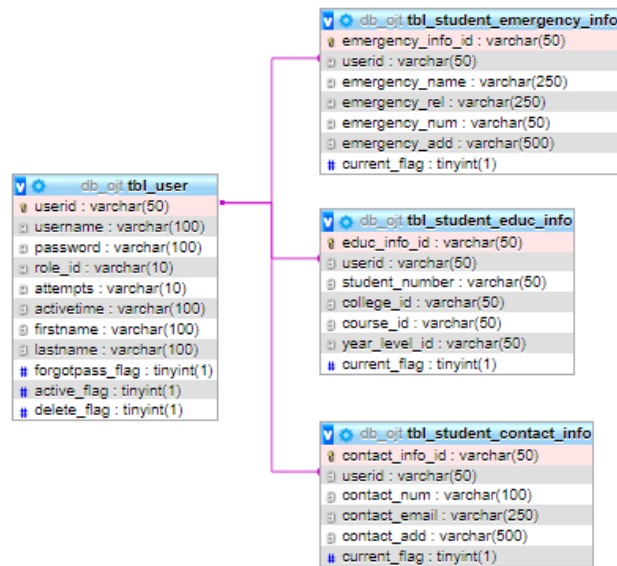 db_ojt tbl_student_emergency_info
emergency_info_id : varchar(50)
userid : varchar(50)
emergency_name : varchar(250)
emergency_rel : varchar(250)
emergency_num : varchar(50)
emergency_add : varchar(500)
# current_flag : tinyint(1)
v db_ojt tbl_user
userid : varchar(50)
username : varchar(100)
password : varchar(100)
role_id : varchar(10)
attempts : varchar(10)
activetime : varchar(100)
firstname : varchar(100)
lastname : varchar(100)
# forgotpass_flag : tinyint(1)
# active_flag : tinyint(1)
# delete_flag : tinyint(1)
v db_ojt tbl_student_educ_info
educ_info_id : varchar(50)
userid : varchar(50)
student_number : varchar(50)
college_id : varchar(50)
course_id : varchar(50)
year_level_id : varchar(50)
# current_flag : tinyint(1)
v db_ojt tbl_student_contact_info
contact_info_id : varchar(50)
userid : varchar(50)
contact_num : varchar(100)
contact_email : varchar(250)
contact_add : varchar(500)
# current_flag : tinyint(1)